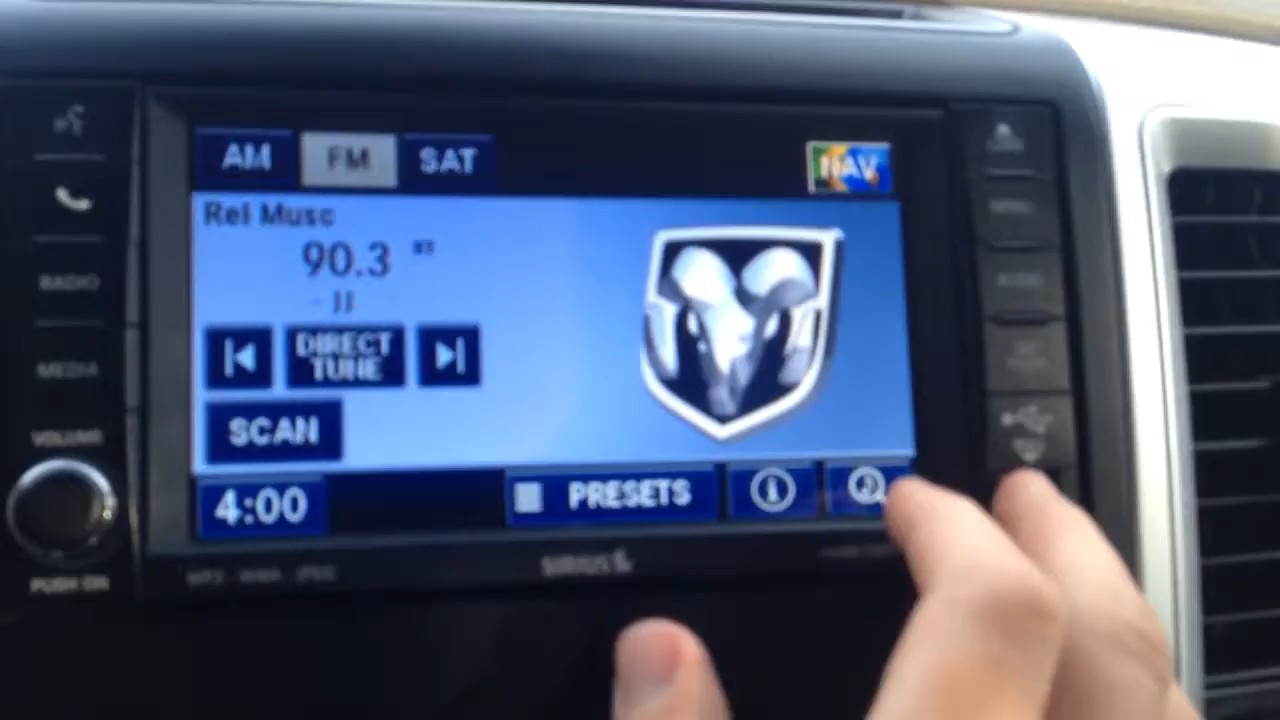 AM FM SAT NAV
Rel Musc
90.3
DIRECT
TUNE
SCAN
4:00 PRESETS
RADIO
MEDIA
VOLUME
PUSH ON
SIRIUS